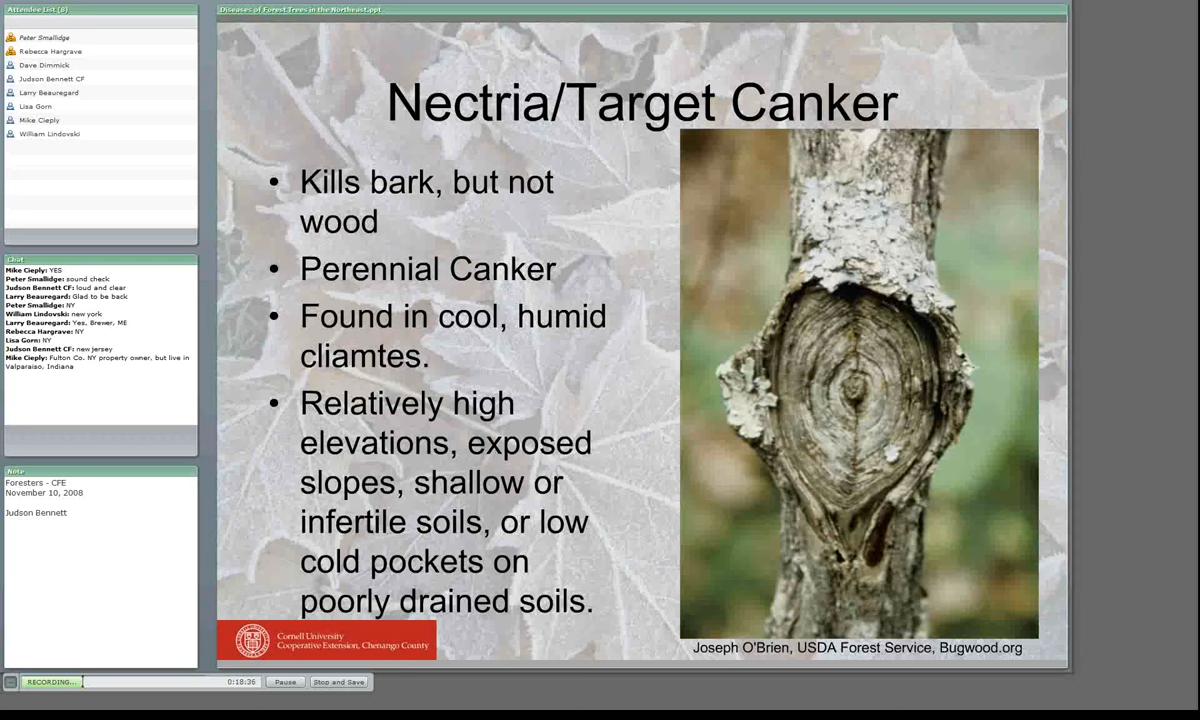 Attendee List (8)
Peter Smallidge
Rebecca Hargrave
Dave Dimmick
Judson Bennett CF
Larry Beauregard
Lisa Gorn
Mike Cieply
William Lindovski
Chat
Mike Cieply: YES
Peter Smallidge: sound check
Judson Bennett CF: loud and clear
Larry Beauregard: Glad to be back
Peter Smallidge: NY
William Lindovski: new york
Larry Beauregard: Yes, Brewer, ME
Rebecca Hargrave: NY
Lisa Gorn: NY
Judson Bennett CF: new jersey
Mike Cieply: Fulton Co. NY property owner, but live in
Valparaiso, Indiana
Note
Foresters - CFE
November 10, 2008
Judson Bennett
Diseases of Forest Trees in the Northeast.ppt
Nectria/Target Canker
• Kills bark, but not
wood
• Perennial Canker
• Found in cool, humid
cliamtes.
• Relatively high
elevations, exposed
slopes, shallow or
infertile soils, or low
cold pockets on
poorly drained soils.
Cornell University
Cooperative Extension, Chenango County
Joseph O'Brien, USDA Forest Service, Bugwood.org
RECORDING...
0:18:36
Pause
Stop and Save